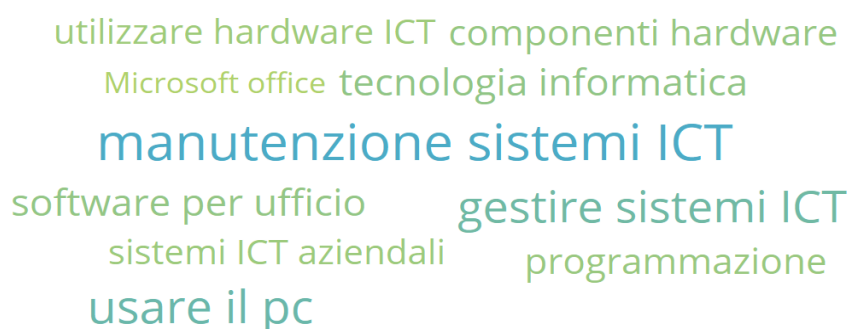 utilizzare hardware ICT componenti hardware
Microsoft office tecnologia informatica
manutenzione sistemi ICT
software per ufficio gestire sistemi ICT
sistemi ICT aziendali programmazione
usare il pc